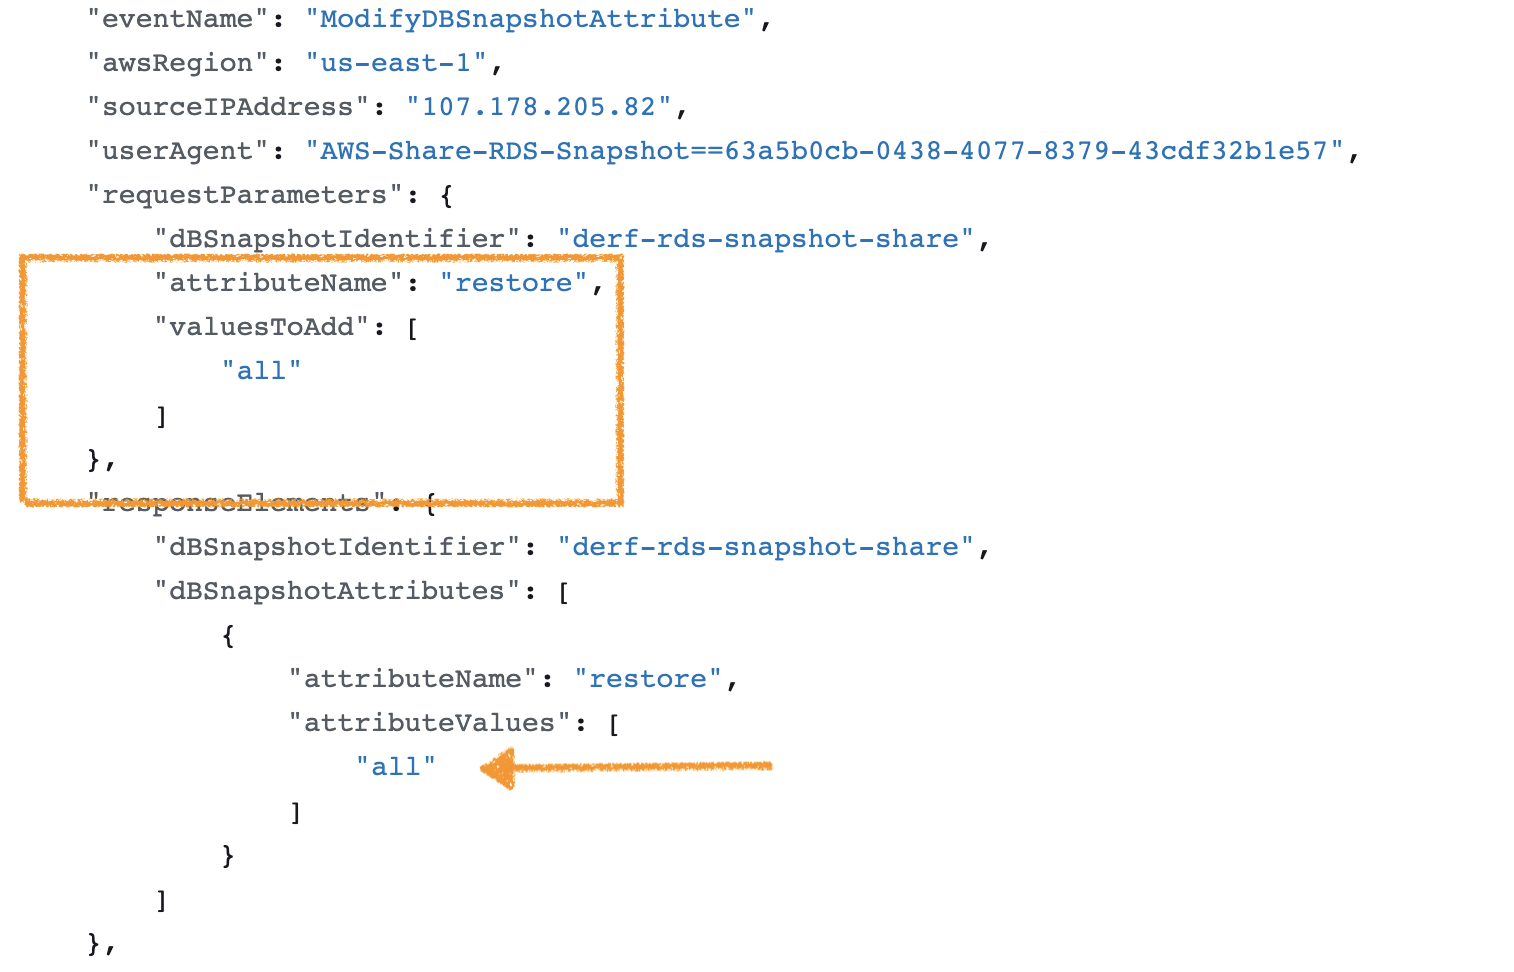 "eventName": "ModifyDBSnapshotAttribute",
"awsRegion": "us-east-1",
"sourceIPAddress": "107.178.205.82",
"userAgent": "AWS-Share-RDS-Snapshot==63a5b0cb-0438-4077-8379-43cdf32b1e57",
"requestParameters": {
"dBSnapshotIdentifier": "derf-rds-snapshot-share",
"attributeName": "restore",
"valuesToAdd": [
"all"
]
},
"responseElements": {
"dBSnapshotIdentifier": "derf-rds-snapshot-share",
"dBSnapshotAttributes": [
{
"attributeName": "restore",
"attributeValues": [
"all"
]
}
]
},